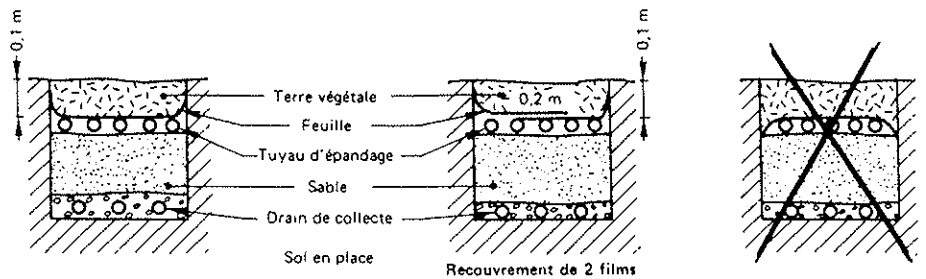 0,1 m
0,1 m
Terre végétale
0,2 m
Feuille
Tuyau d'épandage
Sable
Drain de collecte
Sol en place
Recouvrement de 2 films